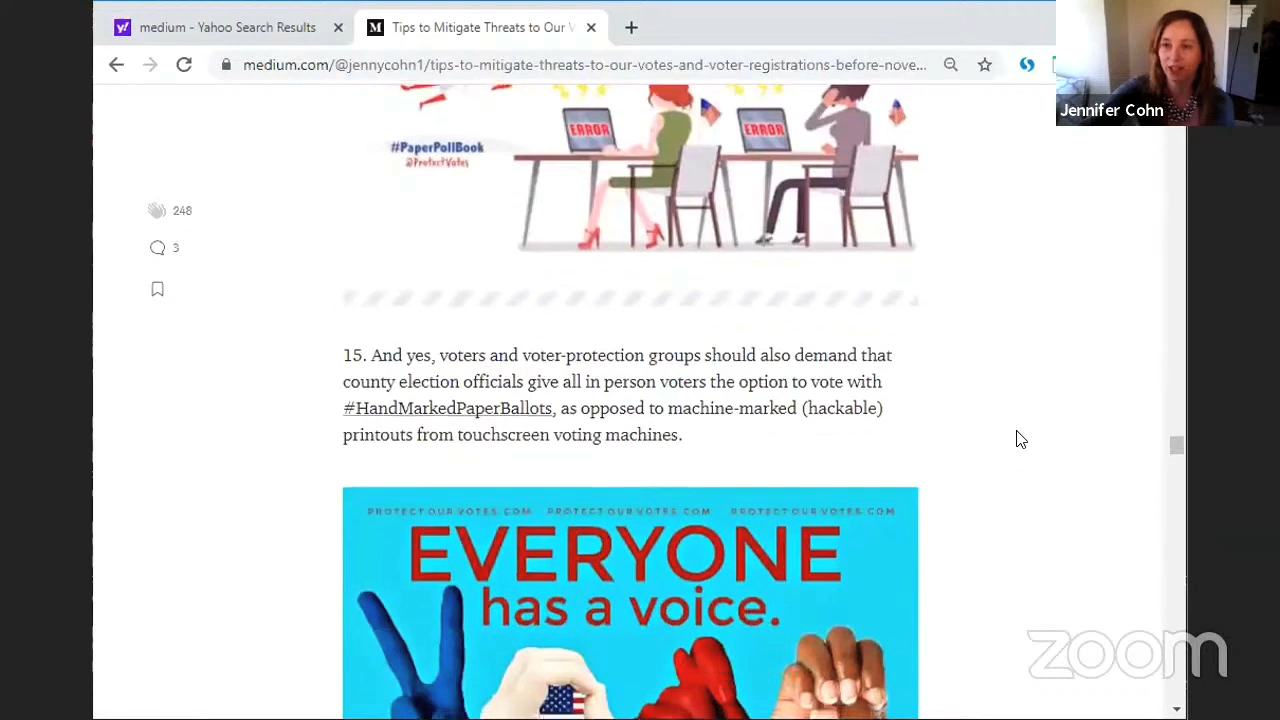 medium - Yahoo Search Results
Tips to Mitigate Threats to Our V
medium.com/@jennycohn1/tips-to-mitigate-threats-to-our-votes-and-voter-registrations-before-nove...
Jennifer Cohn
ERROR
ERROR
#PaperPollBook
@ProtectVotes
248
3
15. And yes, voters and voter-protection groups should also demand that
county election officials give all in person voters the option to vote with
#HandMarkedPaperBallots, as opposed to machine-marked (hackable)
printouts from touchscreen voting machines.
PROTECTOURVOTES.COM PROTECTOURVOTES.COM PROTECTOURVOTES.COM
EVERYONE
has a voice.
zoom